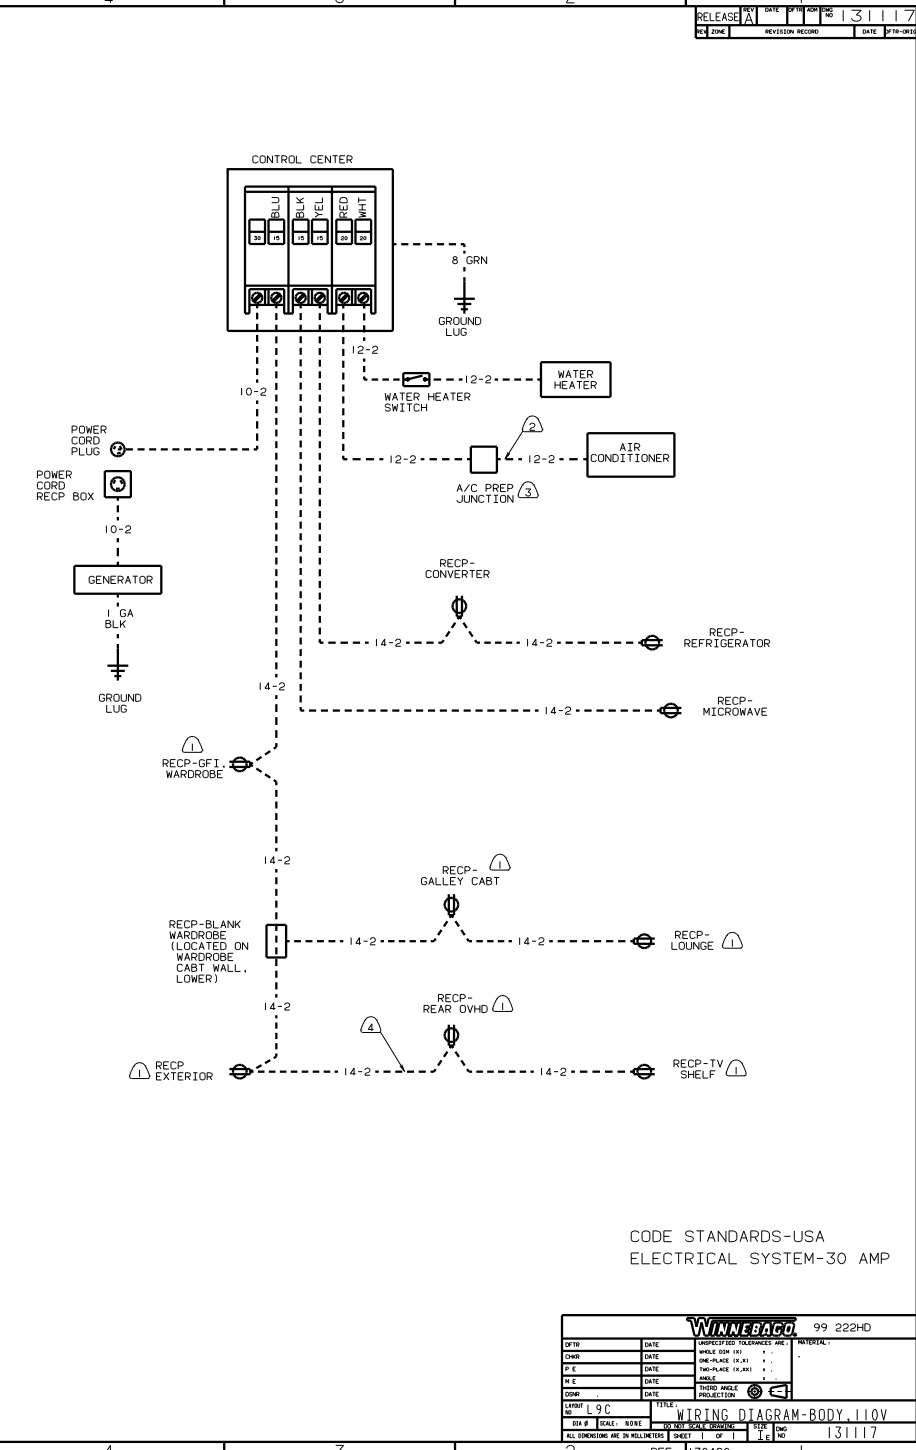 4
3
2
1
RELEASE
REV
A
DATE
DFTR
ADM
DWG NO
131117
REV
ZONE
REVISION RECORD
DATE
DFTR-ORIG
CONTROL CENTER
BLU
BLK
YEL
RED
WHT
30
15
15
15
20
20
8 GRN
GROUND
LUG
12-2
WATER
HEATER
12-2
WATER HEATER
SWITCH
10-2
2
POWER
CORD
PLUG
AIR
CONDITIONER
12-2
12-2
POWER
CORD
RECP BOX
A/C PREP
JUNCTION
3
10-2
RECP-
CONVERTER
GENERATOR
1 GA
BLK
RECP-
REFRIGERATOR
14-2
14-2
14-2
GROUND
LUG
RECP-
MICROWAVE
14-2
1
RECP-GFI,
WARDROBE
14-2
RECP-
GALLEY CABT
1
RECP-BLANK
WARDROBE
(LOCATED ON
WARDROBE
CABT WALL,
LOWER)
14-2
14-2
RECP-
LOUNGE
1
14-2
RECP-
REAR OVHD
1
4
1
RECP
EXTERIOR
14-2
14-2
RECP-TV
SHELF
1
CODE STANDARDS-USA
ELECTRICAL SYSTEM-30 AMP
WINNEBAGO
99 222HD
DFTR
DATE
UNSPECIFIED TOLERANCES ARE:
MATERIAL:
WHOLE DIM (X)
CHKR
DATE
ONE-PLACE (X.X)
P E
DATE
TWO-PLACE (X.XX)
M E
DATE
ANGLE
DSNR
DATE
THIRD ANGLE
PROJECTION
LAYOUT NO
L9C
TITLE:
WIRING DIAGRAM-BODY,110V
DIA Ø
SCALE: NONE
DO NOT SCALE DRAWING
SIZE
DWG NO
131117
ALL DIMENSIONS ARE IN MILLIMETERS
SHEET 1 OF 1
4
3
2
1